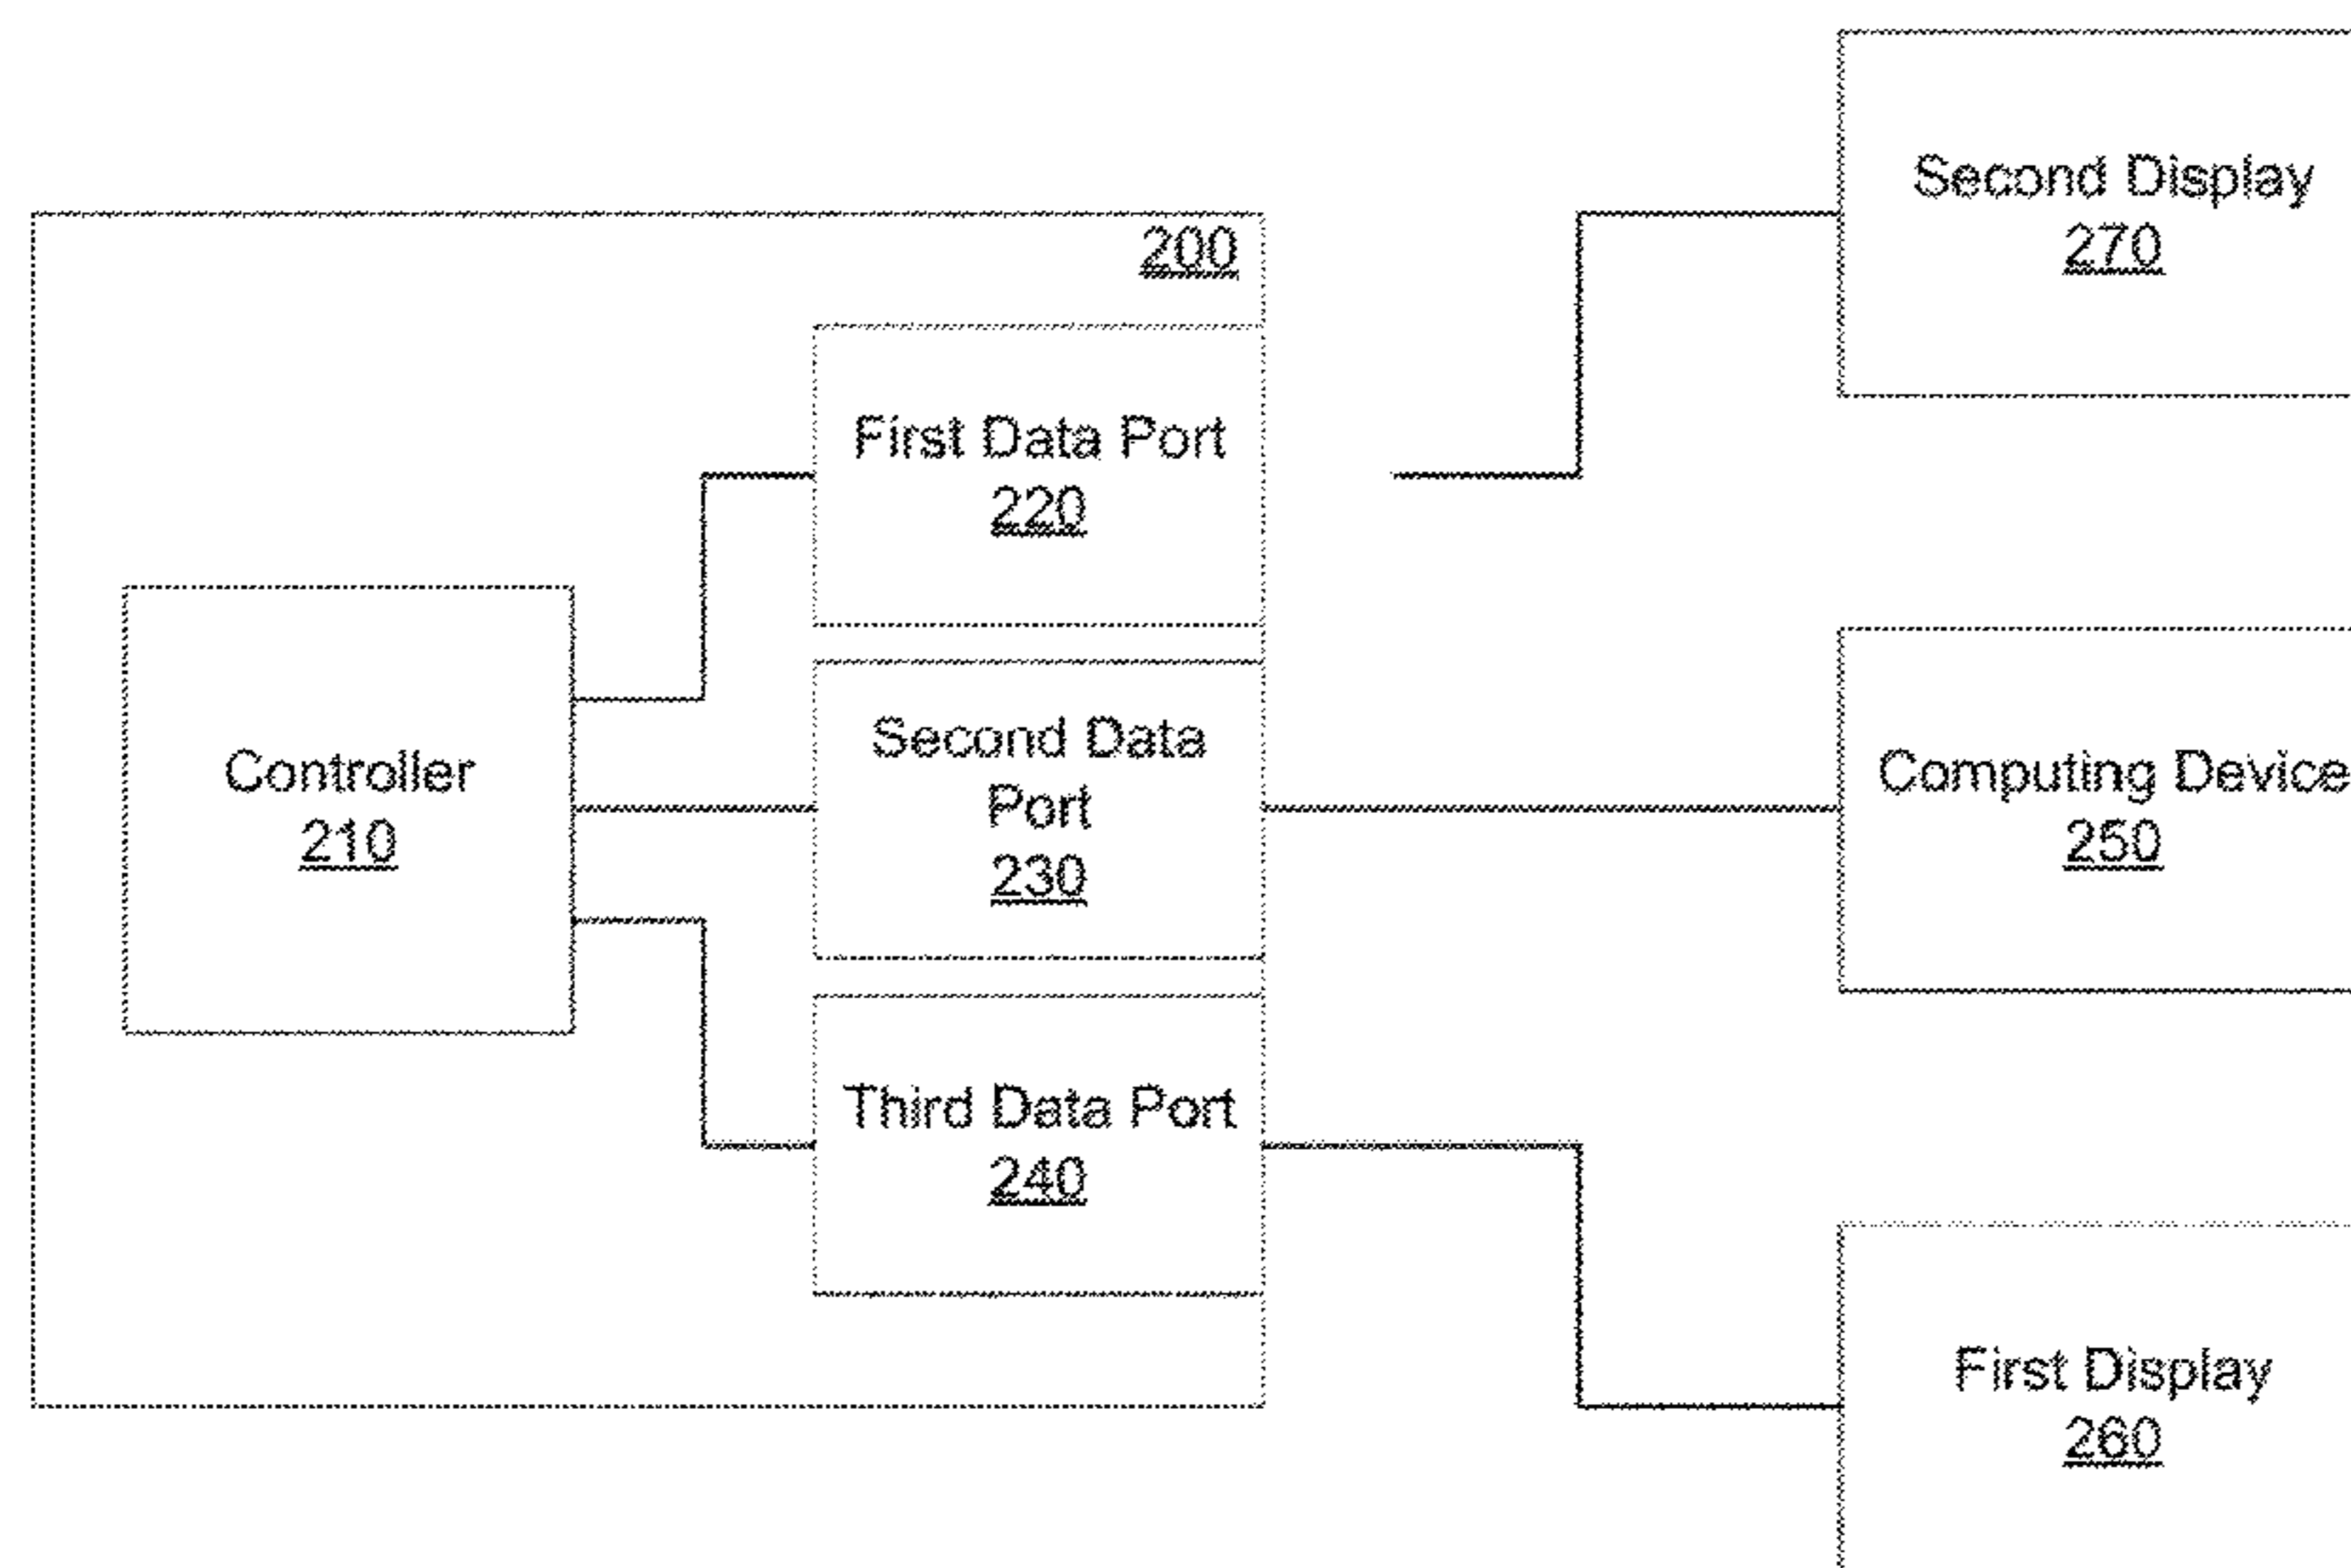 Second Display
270
200
First Data Port
220
Controller
210
Second Data
Port
230
Computing Device
250
Third Data Port
240
First Display
260